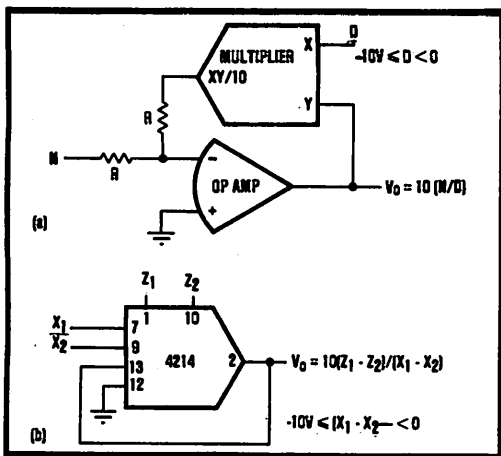 D
X
MULTIPLIER
-10V ≤ D < 0
XY/10
Y
R
N
R
-
OP AMP
V₀ = 10 (N/D)
+
(a)
Z₁ Z₂
1 10
X₁
7
X₂
9
13
4214
2
V₀ = 10(Z₁ - Z₂)/(X₁ - X₂)
12
-10V ≤ (X₁ - X₂ — < 0
(b)